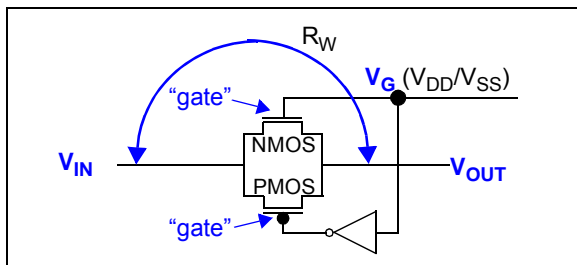 R_W
V_G (V_DD/V_SS)
“gate”
NMOS
V_IN
V_OUT
PMOS
“gate”